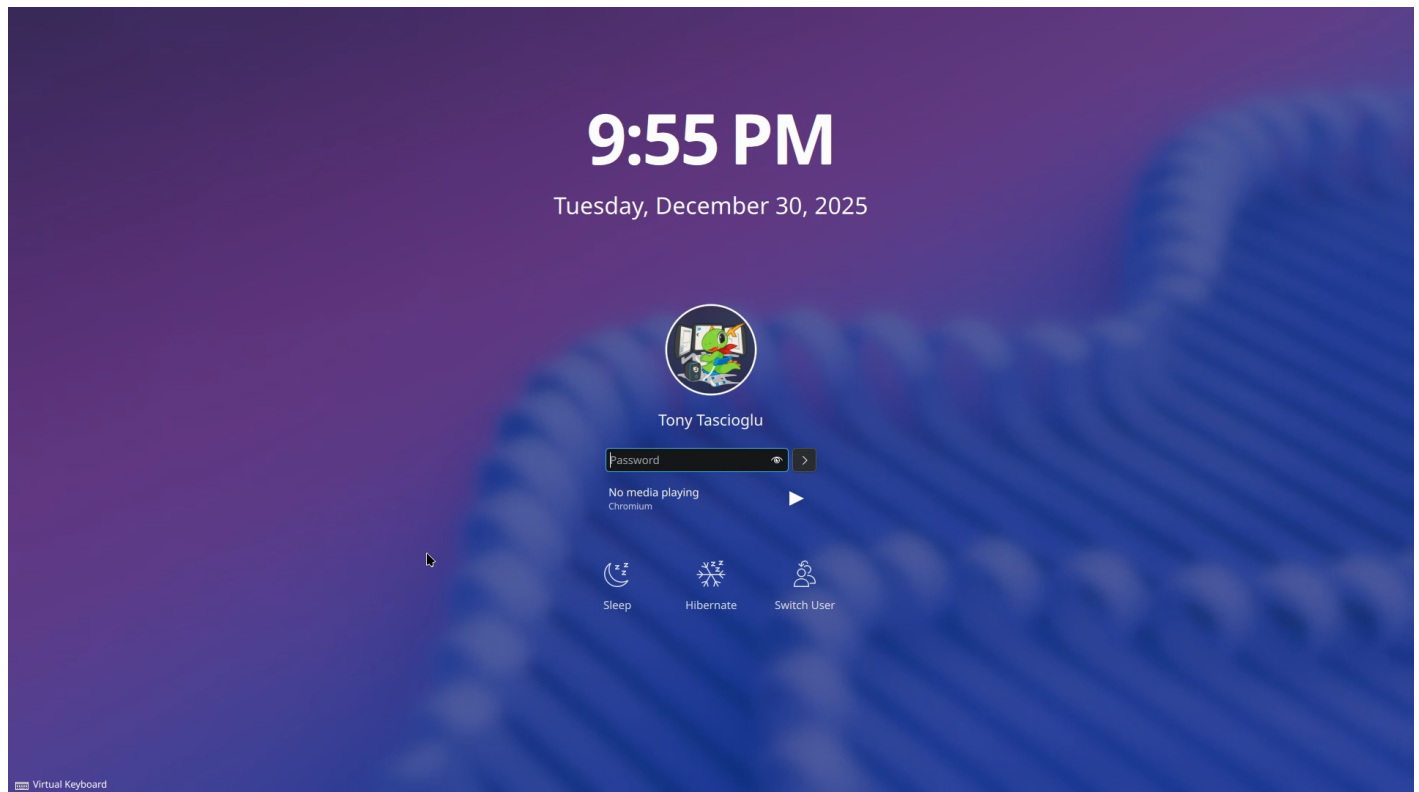 9:55 PM
Tuesday, December 30, 2025
Tony Tascioglu
Password
No media playing
Chromium
Sleep
Hibernate
Switch User
Virtual Keyboard